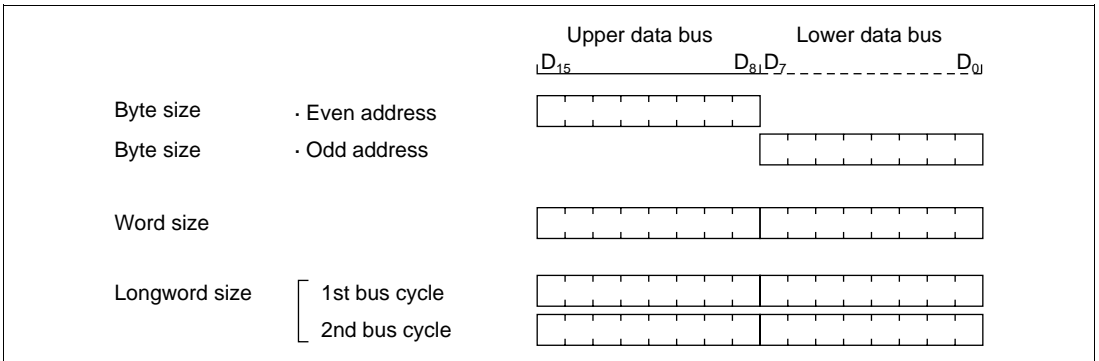 Upper data bus Lower data bus
D15 D8 D7 D0
Byte size · Even address
Byte size · Odd address
Word size
Longword size 1st bus cycle
2nd bus cycle